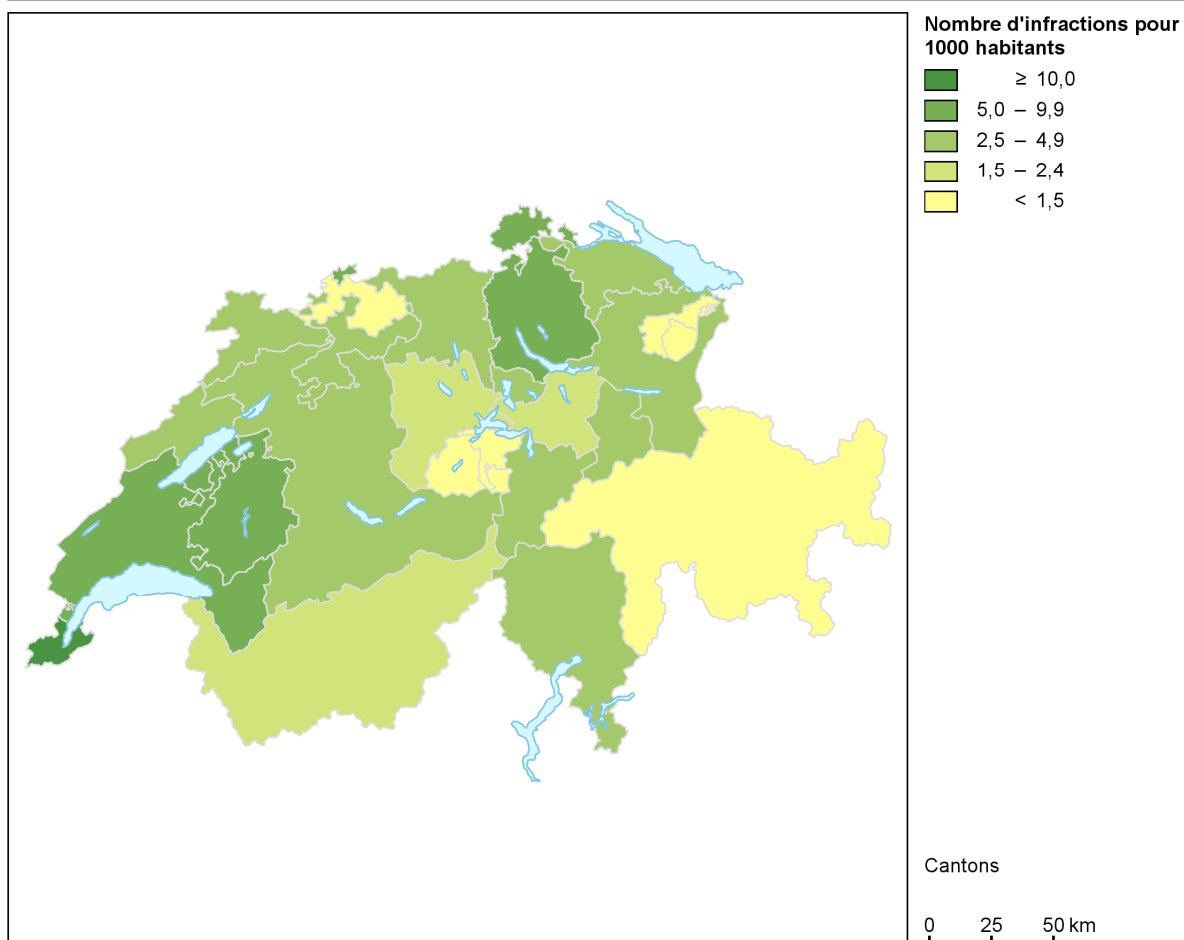 Nombre d'infractions pour
1000 habitants
≥ 10,0
5,0 – 9,9
2,5 – 4,9
1,5 – 2,4
< 1,5
Cantons
0 25 50 km